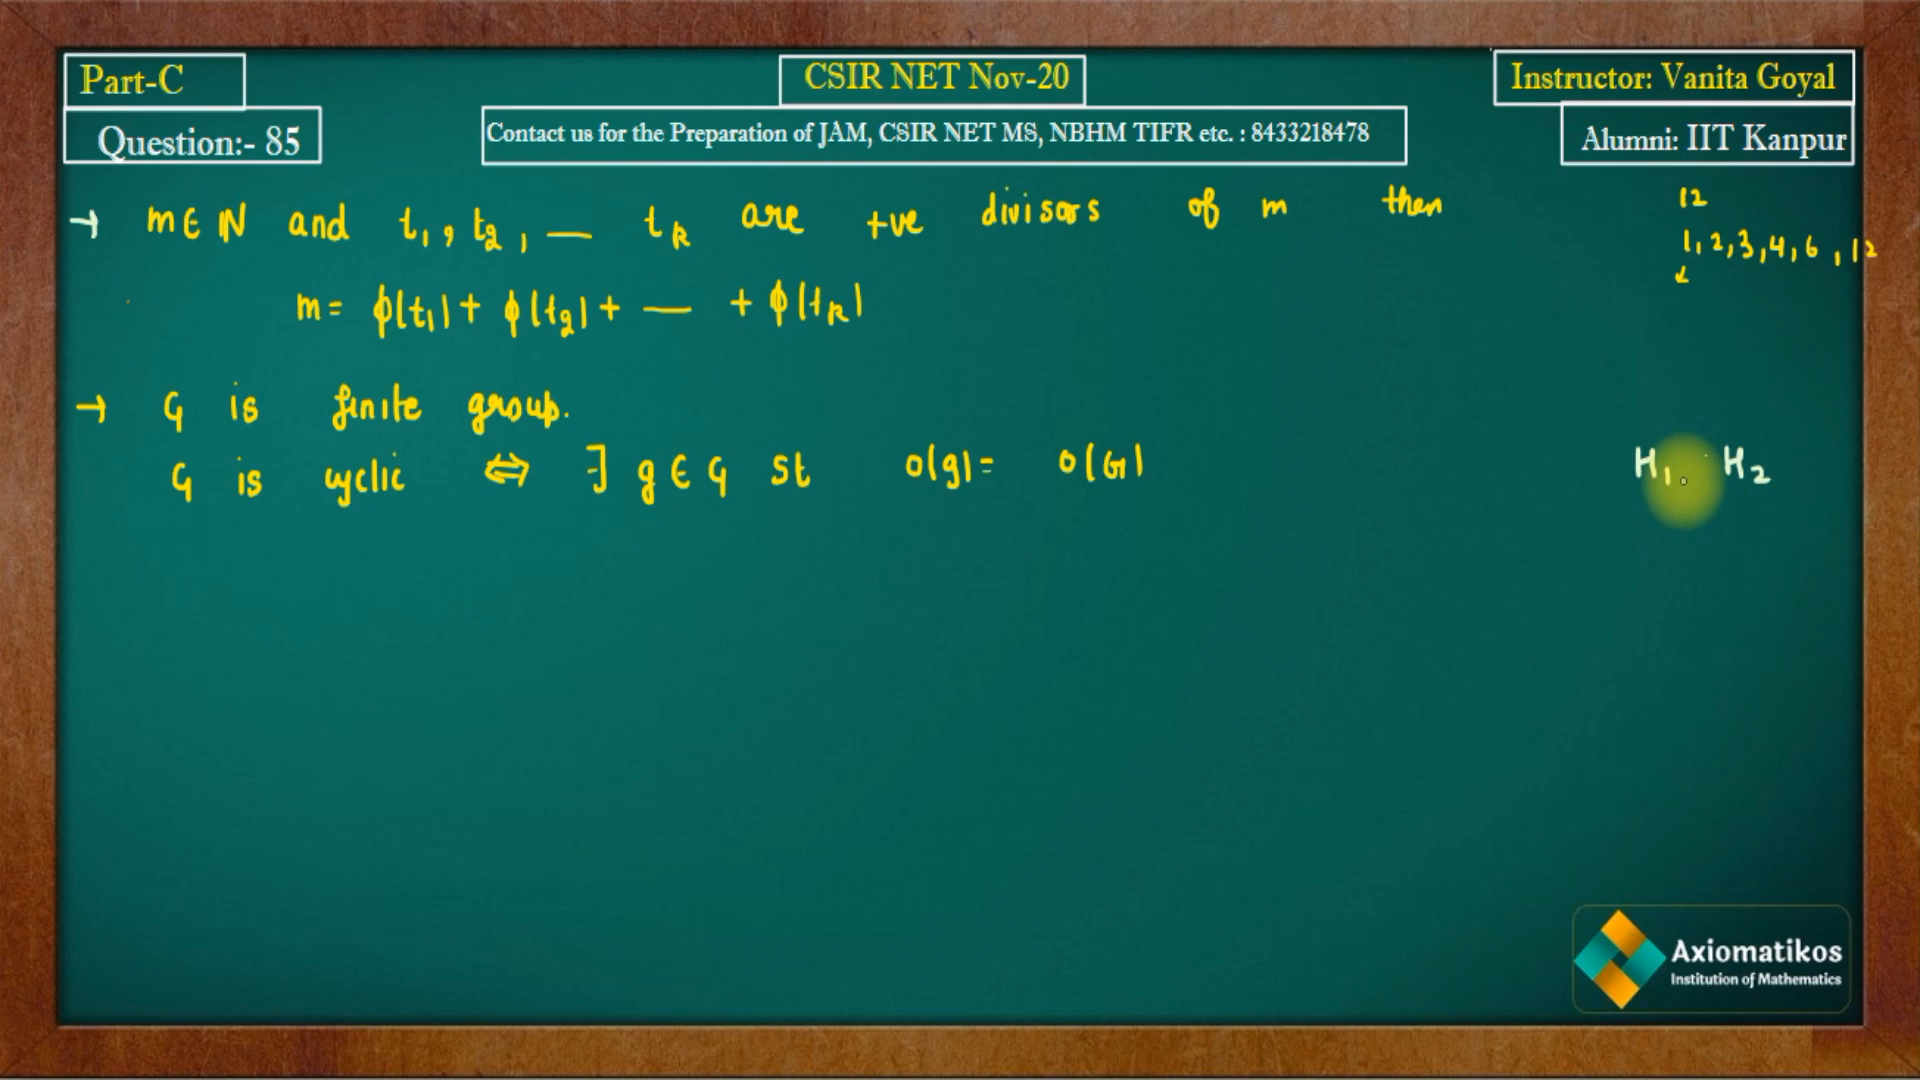 Part-C
CSIR NET Nov-20
Instructor: Vanita Goyal
Question:- 85
Contact us for the Preparation of JAM, CSIR NET MS, NBHM TIFR etc. : 8433218478
Alumni: IIT Kanpur
→ m ∈ ℕ and t₁, t₂, — tₖ are +ve divisors of m then
12
1, 2, 3, 4, 6, 12
m = ϕ(t₁) + ϕ(t₂) + — + ϕ(tₖ)
→ G is finite group.
G is cyclic ⇔ ∃ g ∈ G st o(g) = o(G)
H₁ H₂
Axiomatikos
Institution of Mathematics